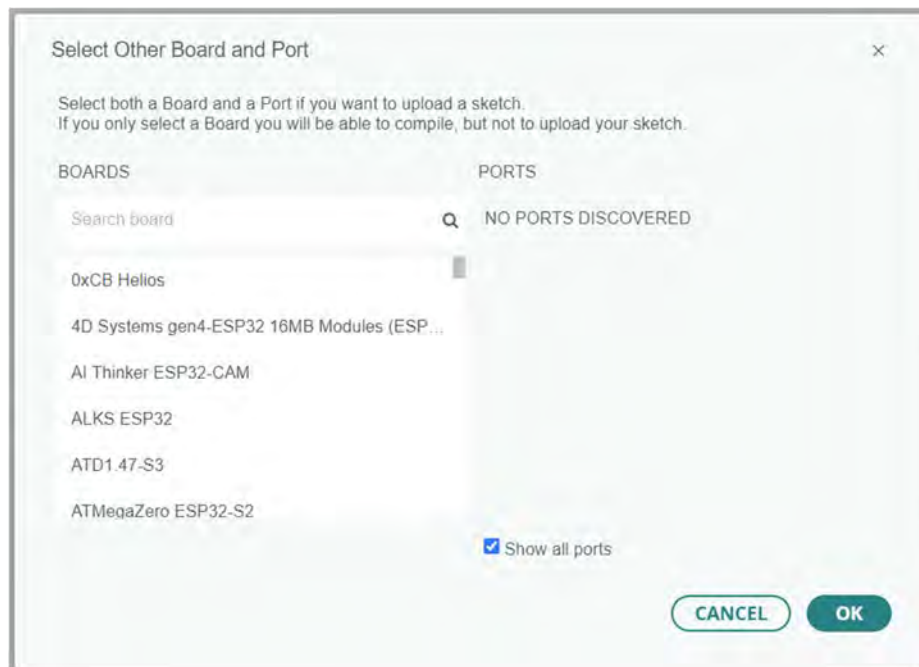 Select Other Board and Port
×
Select both a Board and a Port if you want to upload a sketch.
If you only select a Board you will be able to compile, but not to upload your sketch.
BOARDS
PORTS
Search board
NO PORTS DISCOVERED
0xCB Helios
4D Systems gen4-ESP32 16MB Modules (ESP...
AI Thinker ESP32-CAM
ALKS ESP32
ATD1.47-S3
ATMegaZero ESP32-S2
Show all ports
CANCEL
OK